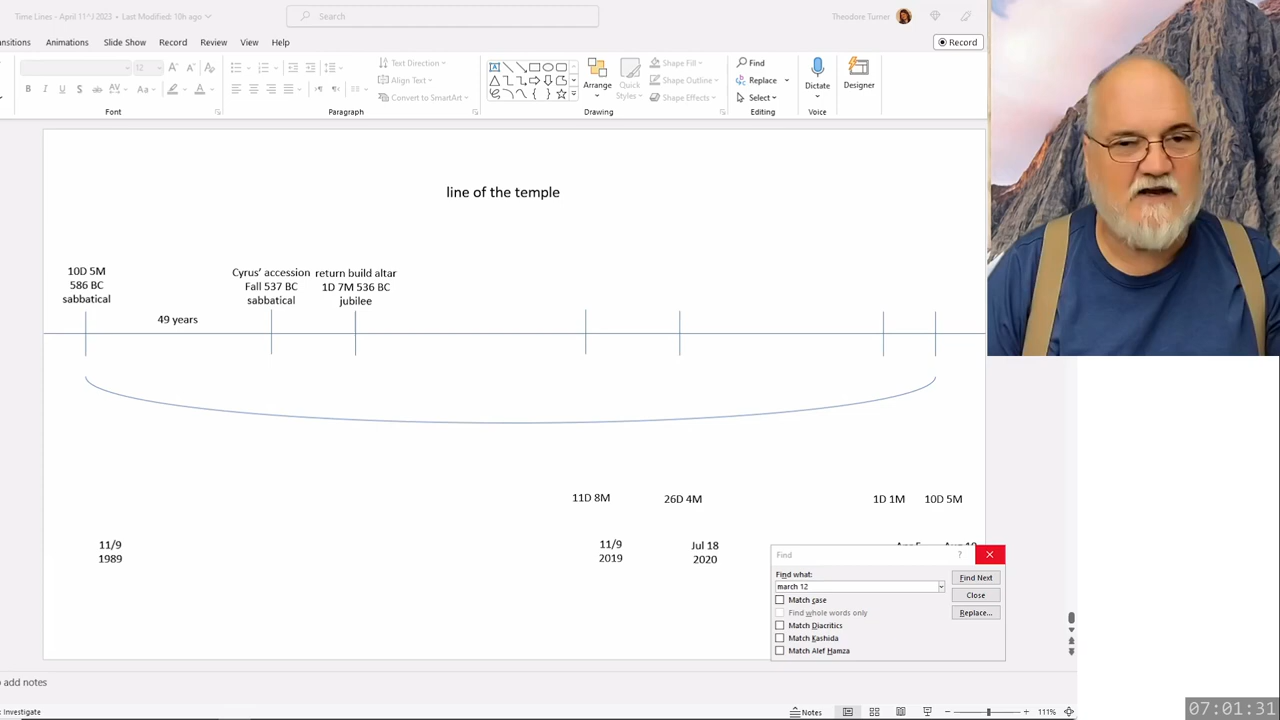 Time Lines - April 11^J 2023 • Last Modified: 10h ago
Search
Theodore Turner
nsitions Animations Slide Show Record Review View Help
Record
12
Text Direction
Align Text
Convert to SmartArt
Arrange
Quick Styles
Shape Fill
Shape Outline
Shape Effects
Find
Replace
Select
Dictate
Designer
Font Paragraph Drawing Editing Voice
line of the temple
10D 5M
586 BC
sabbatical
Cyrus' accession
Fall 537 BC
sabbatical
return build altar
1D 7M 536 BC
jubilee
49 years
11D 8M
26D 4M
1D 1M
10D 5M
11/9
1989
11/9
2019
Jul 18
2020
Find
?
Find what:
march 12
Match case
Find whole words only
Match Diacritics
Match Kashida
Match Alef Hamza
Find Next
Close
Replace...
add notes
: Investigate
Notes
111%
07:01:31